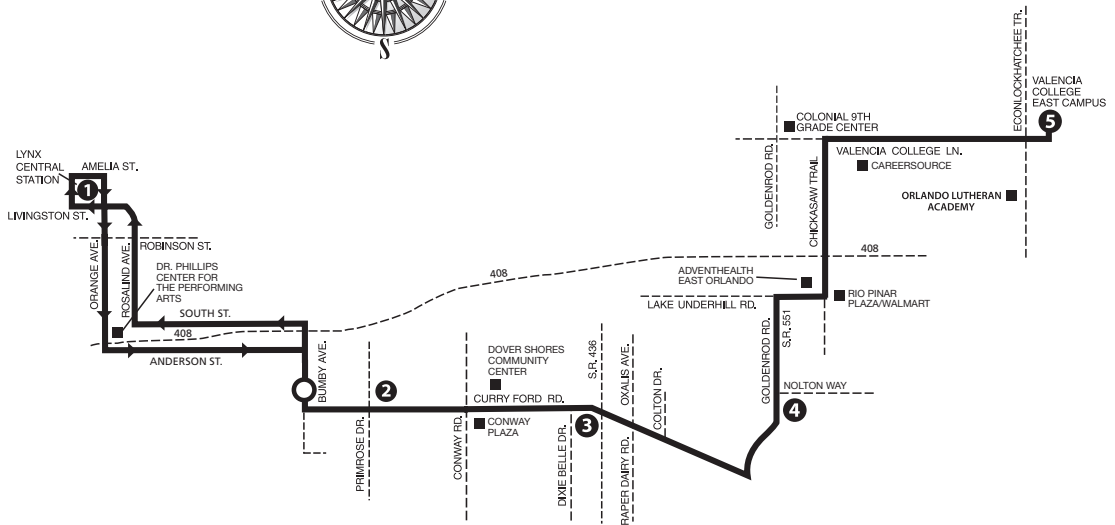 S
LYNX
CENTRAL
STATION
AMELIA ST.
1
LIVINGSTON ST.
ORANGE AVE.
ROSALIND AVE.
ROBINSON ST.
DR. PHILLIPS
CENTER FOR
THE PERFORMING
ARTS
SOUTH ST.
408
ANDERSON ST.
BUMBY AVE.
408
2
PRIMROSE DR.
DOVER SHORES
COMMUNITY
CENTER
CURRY FORD RD.
CONWAY RD.
CONWAY
PLAZA
DIXIE BELLE DR.
3
S.R. 436
OXALIS AVE.
RAPER DAIRY RD.
COLTON DR.
GOLDENROD RD.
S.R. 551
NOLTON WAY
4
LAKE UNDERHILL RD.
RIO PINAR
PLAZA/WALMART
ADVENTHEALTH
EAST ORLANDO
408
CHICKASAW TRAIL
GOLDENROD RD.
COLONIAL 9TH
GRADE CENTER
VALENCIA COLLEGE LN.
CAREERSOURCE
ORLANDO LUTHERAN
ACADEMY
ECONLOCKHATCHEE TR.
VALENCIA
COLLEGE
EAST CAMPUS
5